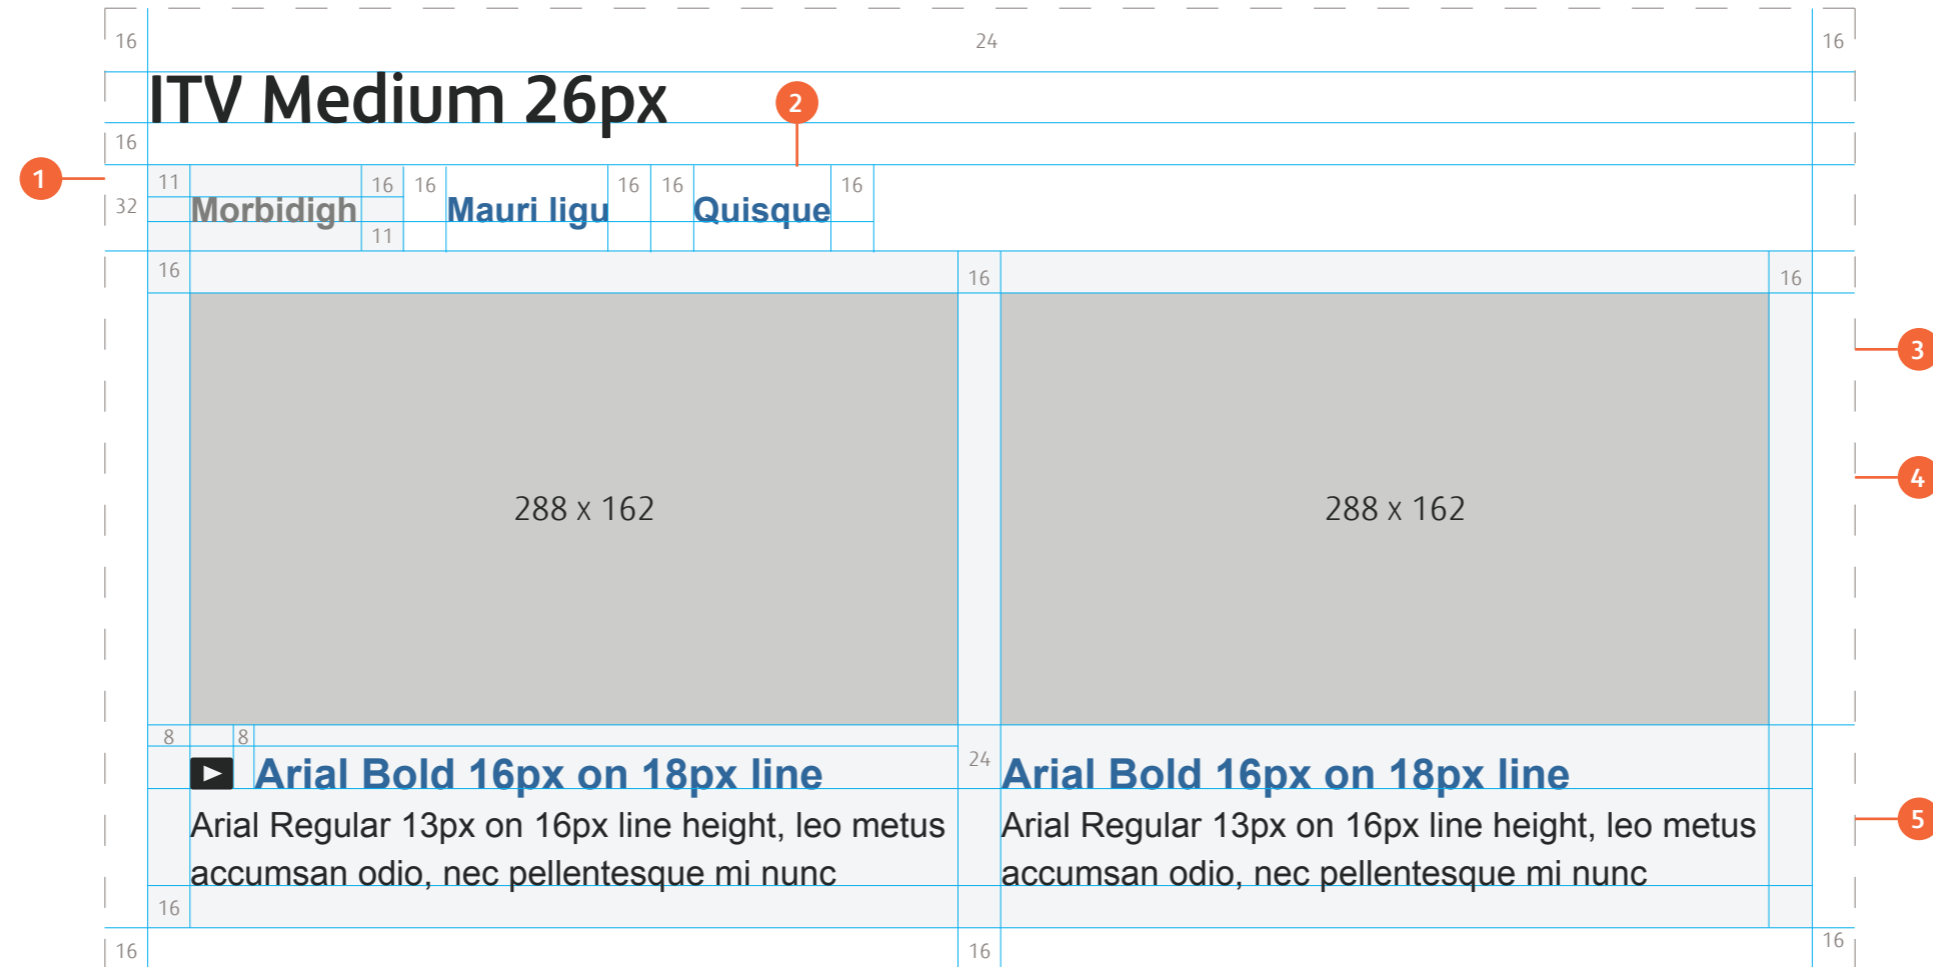 16 24 16
ITV Medium 26px
2
16
1
11 16 16 16 16 16
32 Morbidigh Mauri ligu Quisque
11
16 16 16
3
4
288 x 162 288 x 162
8 8
24
Arial Bold 16px on 18px line Arial Bold 16px on 18px line
5
Arial Regular 13px on 16px line height, leo metus Arial Regular 13px on 16px line height, leo metus
accumsan odio, nec pellentesque mi nunc accumsan odio, nec pellentesque mi nunc
16
16 16 16